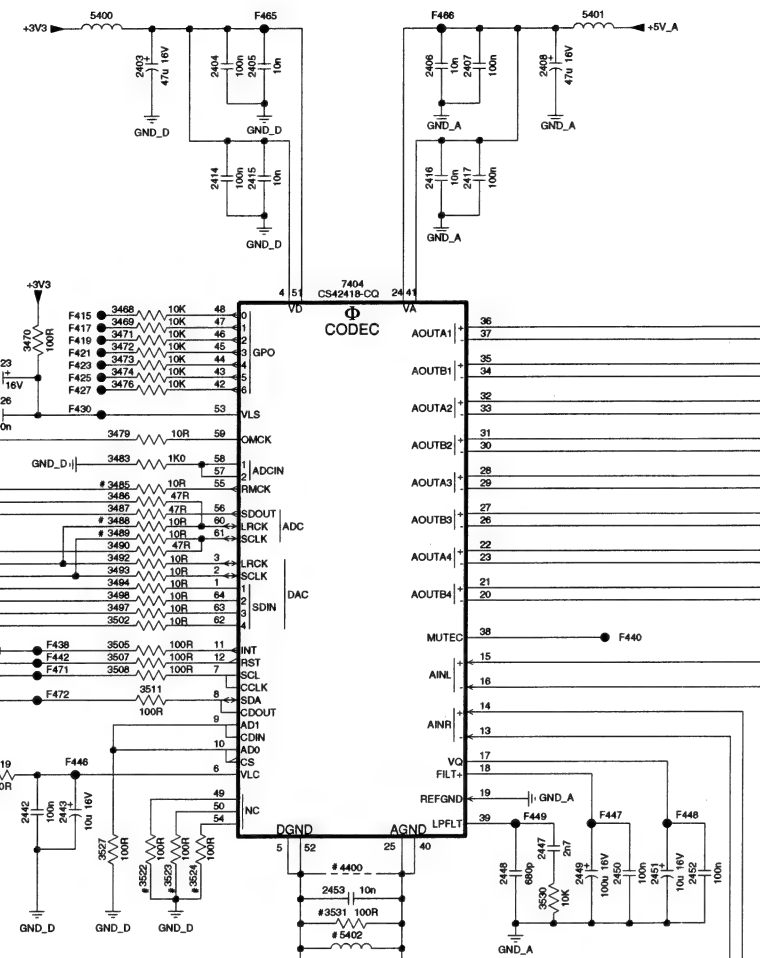 5400
F465
F466
5401
+3V3
+5V_A
2403
47u 16V
2404
100n
2405
10n
2406
10n
2407
100n
2408
47u 16V
GND_D
GND_D
GND_A
GND_A
2414
100n
2415
10n
2416
10n
2417
100n
GND_D
GND_A
4 51
7404
CS42418-CQ
24 41
VD
Φ
CODEC
VA
+3V3
3470
100R
23
16V
26
0n
F415 3468 10K 48 0
F417 3469 10K 47 1
F419 3471 10K 46 2
F421 3472 10K 45 3 GPO
F423 3473 10K 44 4
F425 3474 10K 43 5
F427 3476 10K 42 6
F430 53 VLS
3479 10R 59 OMCK
GND_D 3483 1K0 58 1
57 2 ADCIN
# 3485 10R 55 RMCK
3486 47R
3487 47R 56 SDOUT
# 3488 10R 60 LRCK ADC
# 3489 10R 61 SCLK
3490 47R
3492 10R 3 LRCK
3493 10R 2 SCLK
3494 10R 1 1
3498 10R 64 2 SDIN DAC
3497 10R 63 3
3502 10R 62 4
F438 3505 100R 11 INT
F442 3507 100R 12 RST
F471 3508 100R 7 SCL
CCLK
F472 3511 100R 8 SDA
CDOUT
9 AD1
CDIN
10 AD0
CS
19
0R
F446 6 VLC
49
50 NC
54
AOUTA1 + 36
- 37
AOUTB1 + 35
- 34
AOUTA2 + 32
- 33
AOUTB2 + 31
- 30
AOUTA3 + 28
- 29
AOUTB3 + 27
- 26
AOUTA4 + 22
- 23
AOUTB4 + 21
- 20
MUTEC 38 F440
AINL + 15
- 16
AINR + 14
- 13
VQ 17
FILT+ 18
REFGND 19 GND_A
LPFLT 39 F449 F447 F448
2442
100n
2443
10u 16V
3527
100R
#3522
100R
#3523
100R
#3524
100R
DGND
AGND
5 52
25 40
# 4400
2453 10n
#3531 100R
# 5402
2448
680p
2447
2n7
3530
10K
2449
100u 16V
2450
100n
2451
10u 16V
2452
100n
GND_D
GND_D
GND_D
GND_A